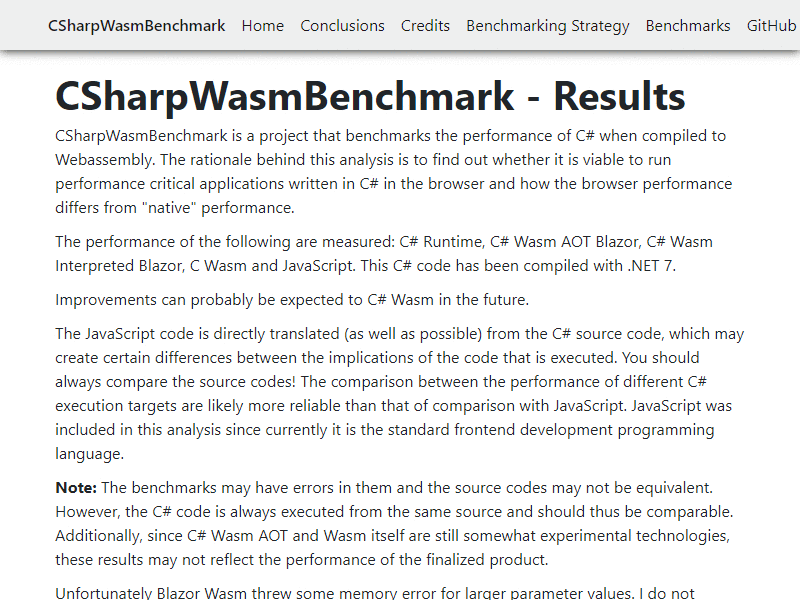 CSharpWasmBenchmark Home Conclusions Credits Benchmarking Strategy Benchmarks GitHub
CSharpWasmBenchmark - Results
CSharpWasmBenchmark is a project that benchmarks the performance of C# when compiled to
Webassembly. The rationale behind this analysis is to find out whether it is viable to run
performance critical applications written in C# in the browser and how the browser performance
differs from "native" performance.
The performance of the following are measured: C# Runtime, C# Wasm AOT Blazor, C# Wasm
Interpreted Blazor, C Wasm and JavaScript. This C# code has been compiled with .NET 7.
Improvements can probably be expected to C# Wasm in the future.
The JavaScript code is directly translated (as well as possible) from the C# source code, which may
create certain differences between the implications of the code that is executed. You should
always compare the source codes! The comparison between the performance of different C#
execution targets are likely more reliable than that of comparison with JavaScript. JavaScript was
included in this analysis since currently it is the standard frontend development programming
language.
Note: The benchmarks may have errors in them and the source codes may not be equivalent.
However, the C# code is always executed from the same source and should thus be comparable.
Additionally, since C# Wasm AOT and Wasm itself are still somewhat experimental technologies,
these results may not reflect the performance of the finalized product.
Unfortunately Blazor Wasm threw some memory error for larger parameter values. I do not